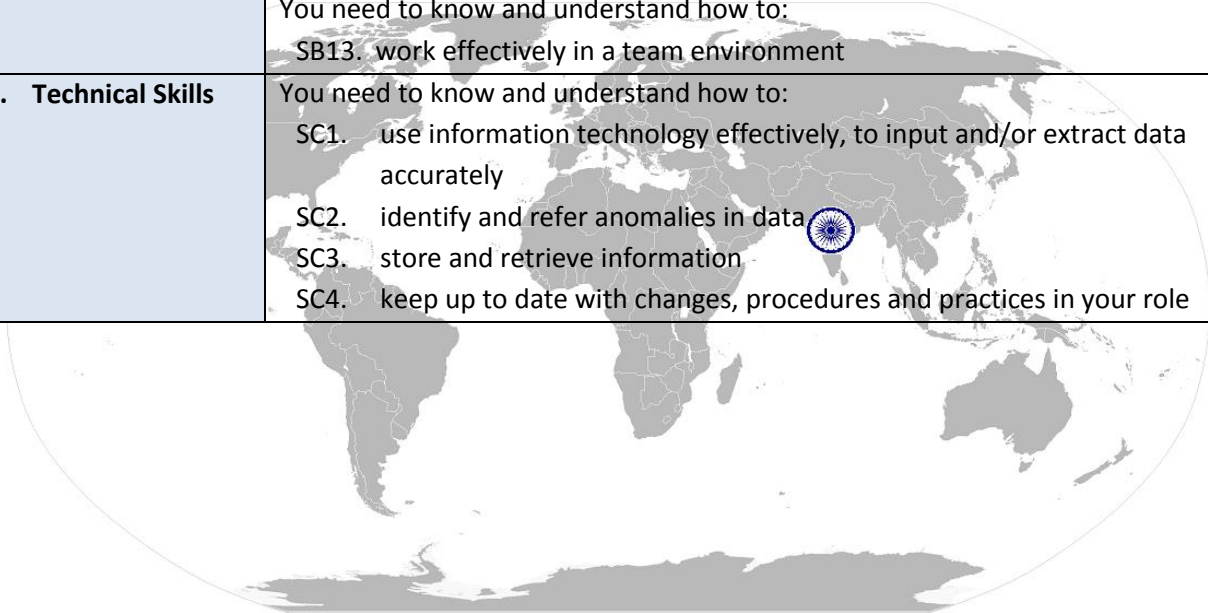 You need to know and understand how to:
SB13. work effectively in a team environment
. Technical Skills
You need to know and understand how to:
SC1. use information technology effectively, to input and/or extract data
accurately
SC2. identify and refer anomalies in data
SC3. store and retrieve information
SC4. keep up to date with changes, procedures and practices in your role